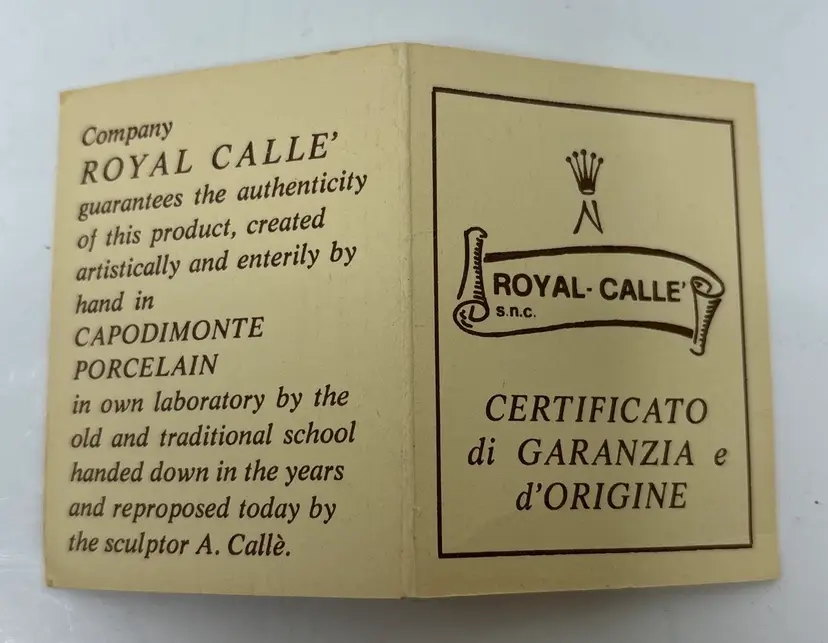 Company
ROYAL CALLE'
guarantees the authenticity
of this product, created
artistically and enterily by
hand in
CAPODIMONTE
PORCELAIN
in own laboratory by the
old and traditional school
handed down in the years
and reproposed today by
the sculptor A. Callè.
N
ROYAL-CALLE'
s.n.c.
CERTIFICATO
di GARANZIA e
d'ORIGINE